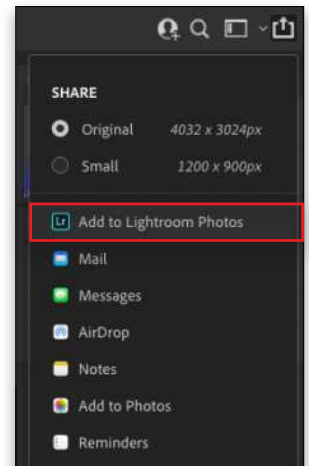 SHARE
Original 4032 x 3024px
Small 1200 x 900px
Lr Add to Lightroom Photos
Mail
Messages
AirDrop
Notes
Add to Photos
Reminders